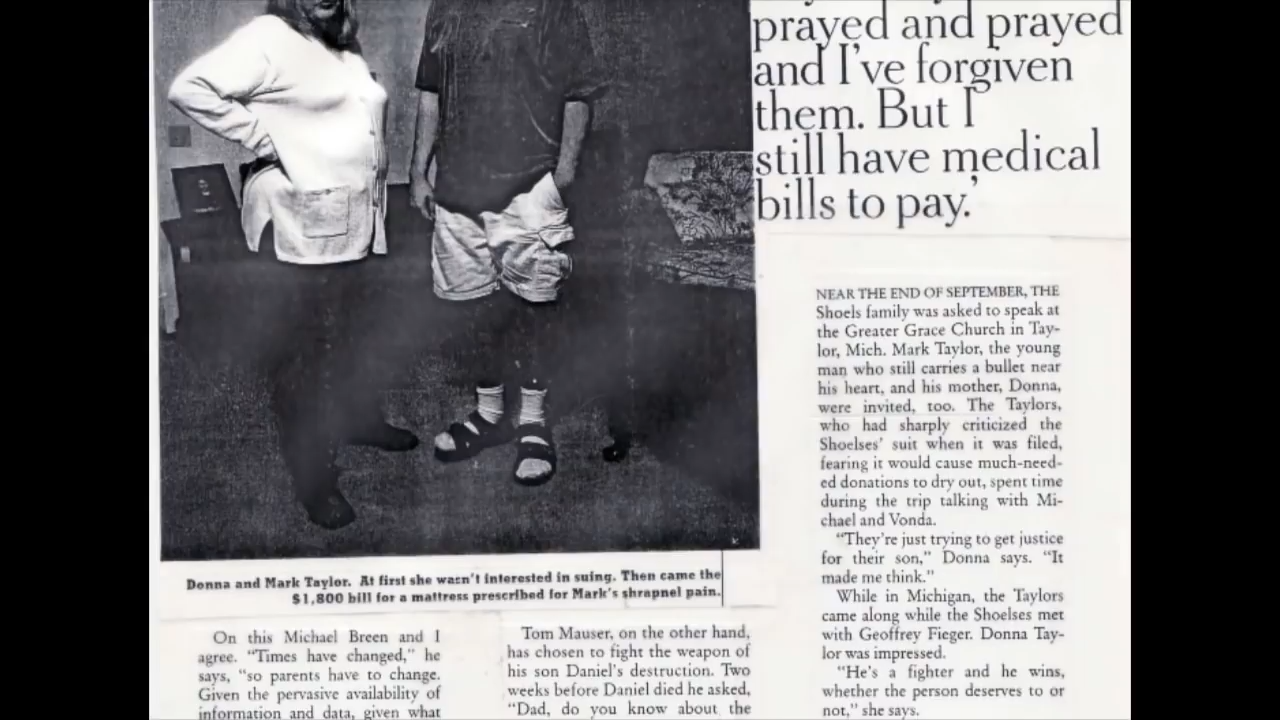 prayed and prayed
and I've forgiven
them. But I
still have medical
bills to pay.'
NEAR THE END OF SEPTEMBER, THE
Shoels family was asked to speak at
the Greater Grace Church in Tay-
lor, Mich. Mark Taylor, the young
man who still carries a bullet near
his heart, and his mother, Donna,
were invited, too. The Taylors,
who had sharply criticized the
Shoelses' suit when it was filed,
fearing it would cause much-need-
ed donations to dry out, spent time
during the trip talking with Mi-
chael and Vonda.
"They're just trying to get justice
for their son," Donna says. "It
made me think."
While in Michigan, the Taylors
came along while the Shoelses met
with Geoffrey Fieger. Donna Tay-
lor was impressed.
"He's a fighter and he wins,
whether the person deserves to or
not," she says.
Donna and Mark Taylor. At first she wasn't interested in suing. Then came the
$1,800 bill for a mattress prescribed for Mark's shrapnel pain.
On this Michael Breen and I
agree. "Times have changed," he
says, "so parents have to change.
Given the pervasive availability of
information and data, given what
Tom Mauser, on the other hand,
has chosen to fight the weapon of
his son Daniel's destruction. Two
weeks before Daniel died he asked,
"Dad, do you know about the